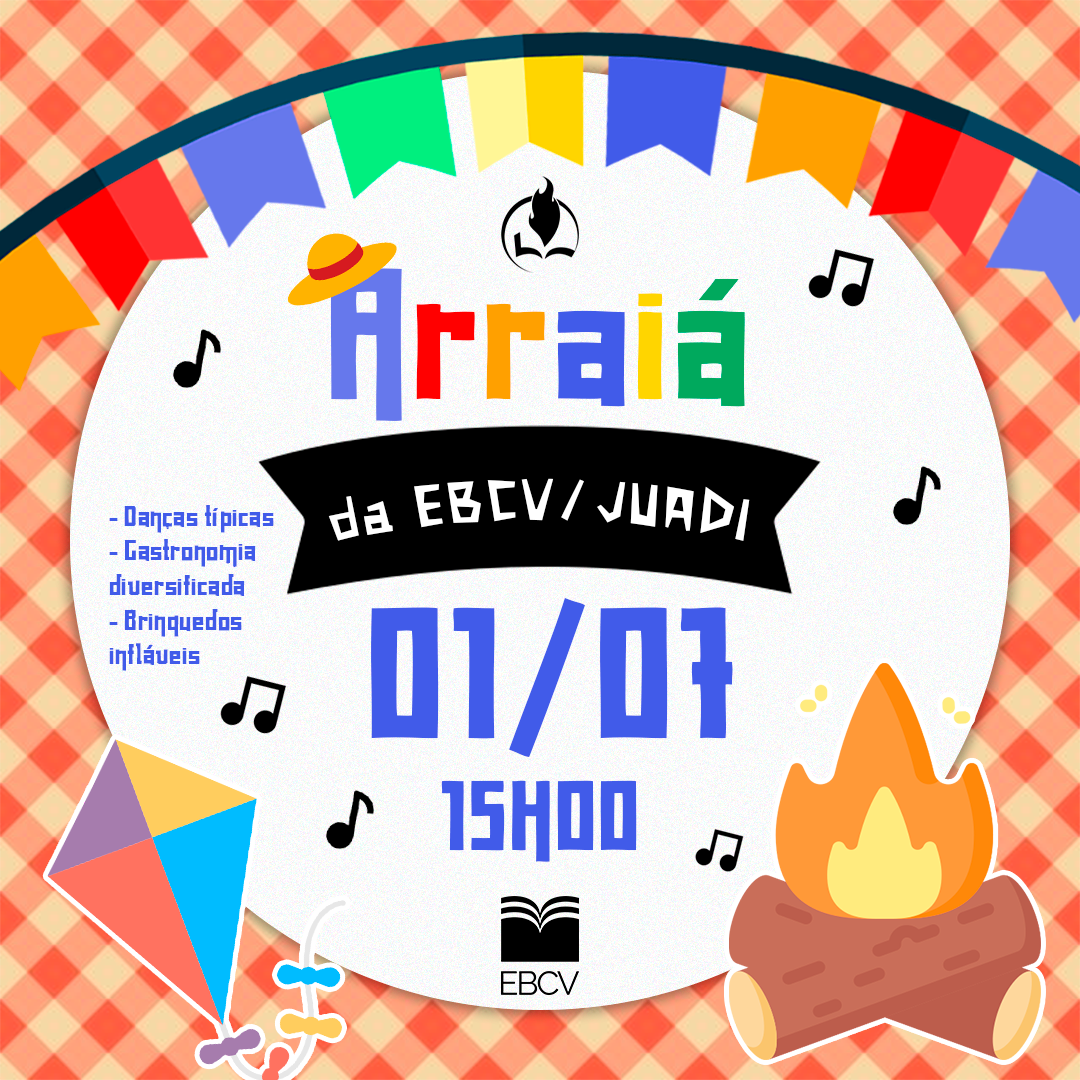 Arraiá
da EBCV/JUADI
- Danças típicas
- Gastronomia
diversificada
- Brinquedos
infláveis
01/07
15H00
EBCV